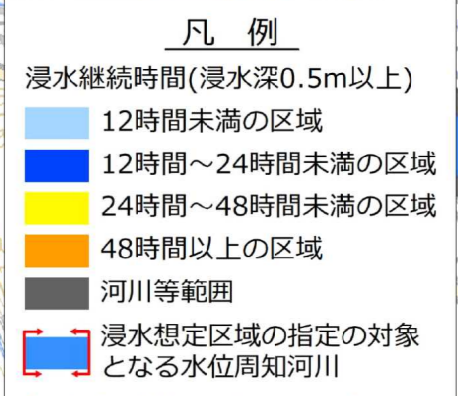 凡 例
浸水継続時間(浸水深0.5m以上)
12時間未満の区域
12時間～24時間未満の区域
24時間～48時間未満の区域
48時間以上の区域
河川等範囲
浸水想定区域の指定の対象
となる水位周知河川